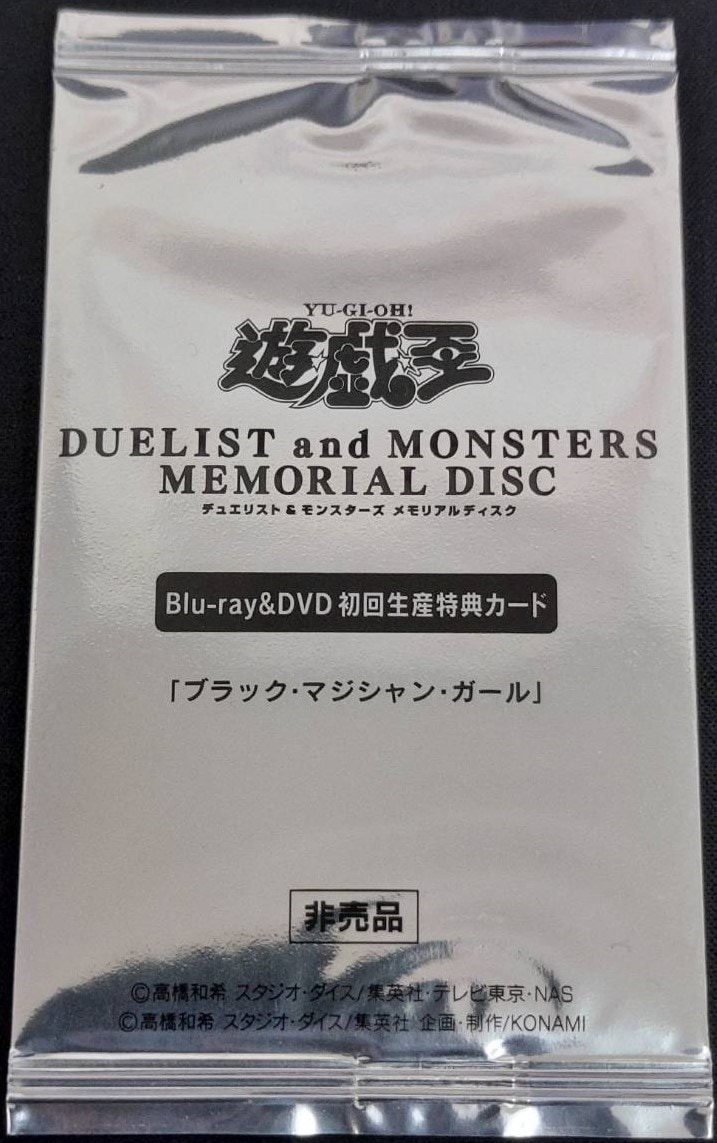 YU-GI-OH!
遊戯王
DUELIST and MONSTERS
MEMORIAL DISC
デュエリスト&モンスターズ メモリアルディスク
Blu-ray&DVD 初回生産特典カード
「ブラック・マジシャン・ガール」
非売品
©高橋和希 スタジオ・ダイス/集英社・テレビ東京・NAS
©高橋和希 スタジオ・ダイス/集英社 企画・制作/KONAMI